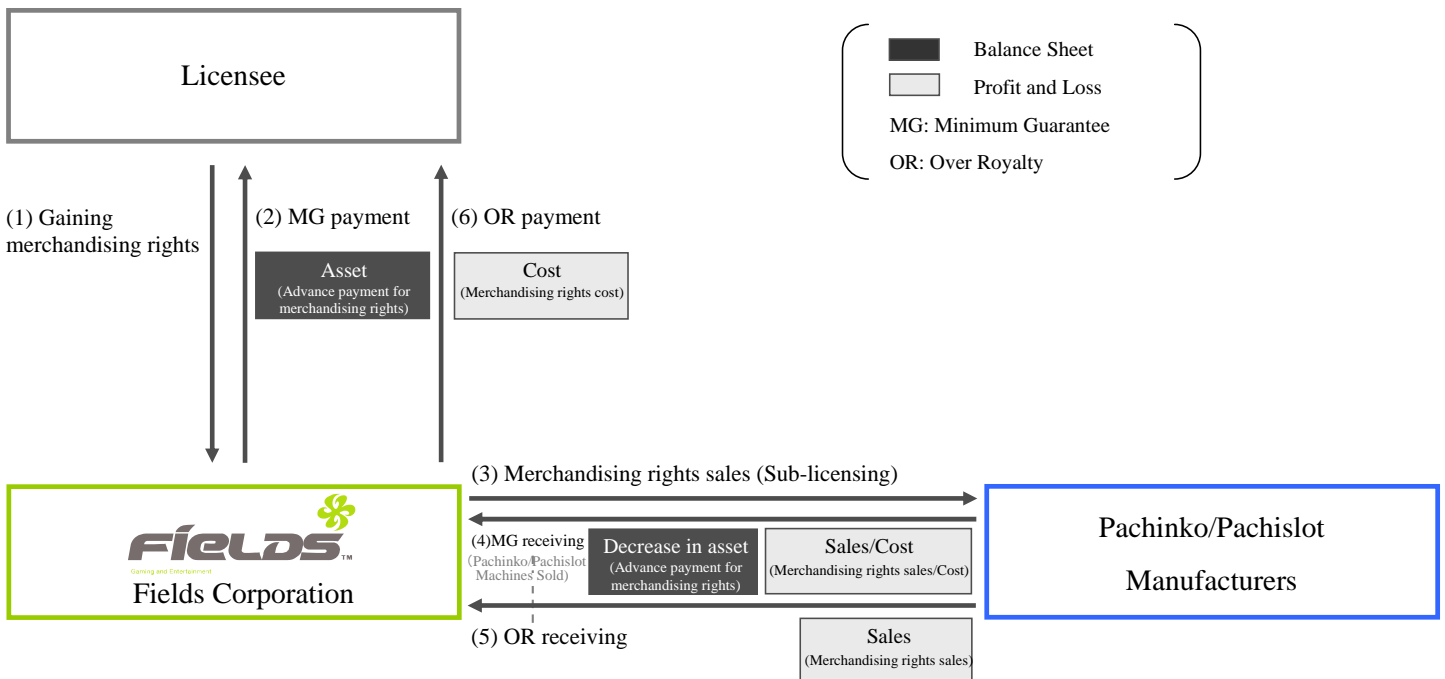 Licensee
Balance Sheet
Profit and Loss
MG: Minimum Guarantee
OR: Over Royalty
(1) Gaining
merchandising rights
(2) MG payment
(6) OR payment
Asset
(Advance payment for
merchandising rights)
Cost
(Merchandising rights cost)
(3) Merchandising rights sales (Sub-licensing)
FIELDS™
Gaming and Entertainment
Fields Corporation
(4)MG receiving
(Pachinko/Pachislot
Machines Sold)
Decrease in asset
(Advance payment for
merchandising rights)
Sales/Cost
(Merchandising rights sales/Cost)
Pachinko/Pachislot
Manufacturers
(5) OR receiving
Sales
(Merchandising rights sales)